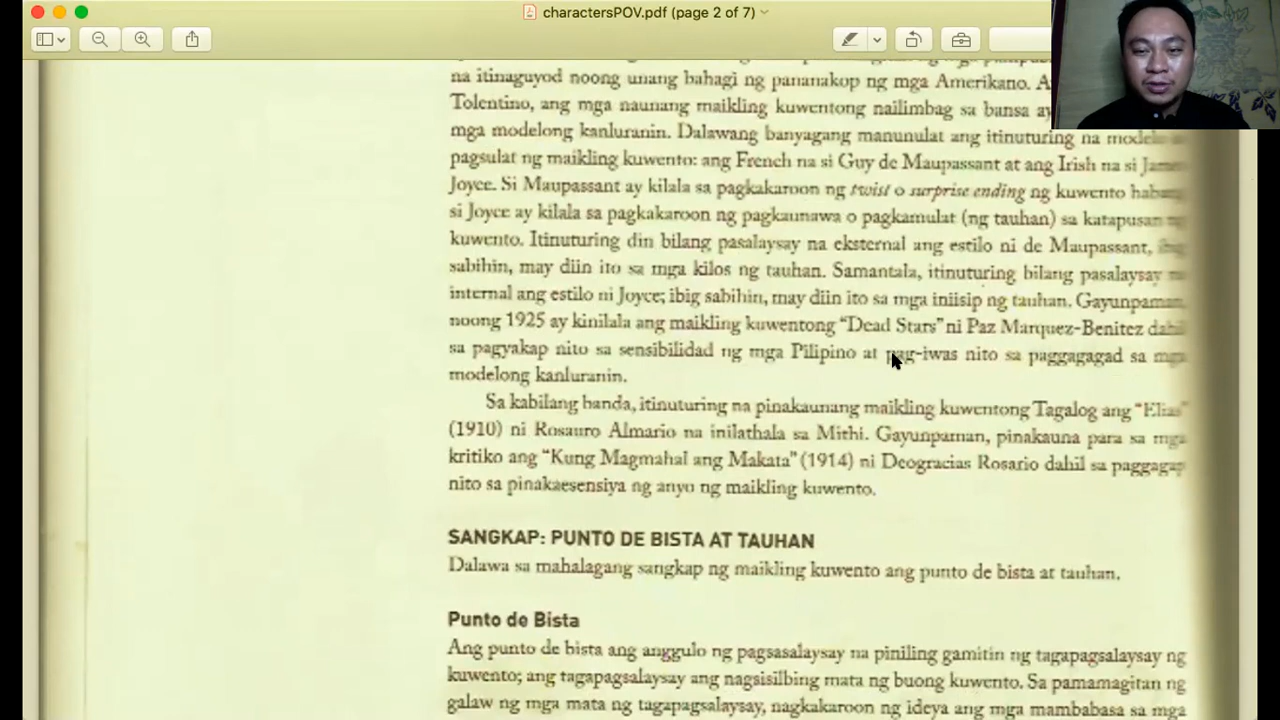 charactersPOV.pdf (page 2 of 7)
na itinaguyod noong unang bahagi ng pananakop ng mga Amerikano.
Tolentino, ang mga naunang maikling kuwentong nailimbag sa bansa ay
mga modelong kanluranin. Dalawang banyagang manunulat ang itinuturing na modelo
pagsulat ng maikling kuwento: ang French na si Guy de Maupassant at ang Irish na si James
Joyce. Si Maupassant ay kilala sa pagkakaroon ng twist o surprise ending ng kuwento habang
si Joyce ay kilala sa pagkakaroon ng pagkaunawa o pagkamulat (ng tauhan) sa katapusan ng
kuwento. Itinuturing din bilang pasalaysay na eksternal ang estilo ni de Maupassant, ibig
sabihin, may diin ito sa mga kilos ng tauhan. Samantala, itinuturing bilang pasalaysay na
internal ang estilo ni Joyce; ibig sabihin, may diin ito sa mga iniisip ng tauhan. Gayunpaman,
noong 1925 ay kinilala ang maikling kuwentong “Dead Stars” ni Paz Marquez-Benitez dahil
sa pagyakap nito sa sensibilidad ng mga Pilipino at pag-iwas nito sa paggagagad sa mga
modelong kanluranin.
Sa kabilang banda, itinuturing na pinakaunang maikling kuwentong Tagalog ang “Elias”
(1910) ni Rosauro Almario na inilathala sa Mithi. Gayunpaman, pinakauna para sa mga
kritiko ang “Kung Magmahal ang Makata” (1914) ni Deogracias Rosario dahil sa paggagap
nito sa pinakaesensiya ng anyo ng maikling kuwento.
SANGKAP: PUNTO DE BISTA AT TAUHAN
Dalawa sa mahalagang sangkap ng maikling kuwento ang punto de bista at tauhan.
Punto de Bista
Ang punto de bista ang anggulo ng pagsasalaysay na piniling gamitin ng tagapagsalaysay ng
kuwento; ang tagapagsalaysay ang nagsisilbing mata ng buong kuwento. Sa pamamagitan ng
galaw ng mga mata ng tagapagsalaysay, nagkakaroon ng ideya ang mga mambabasa sa mga